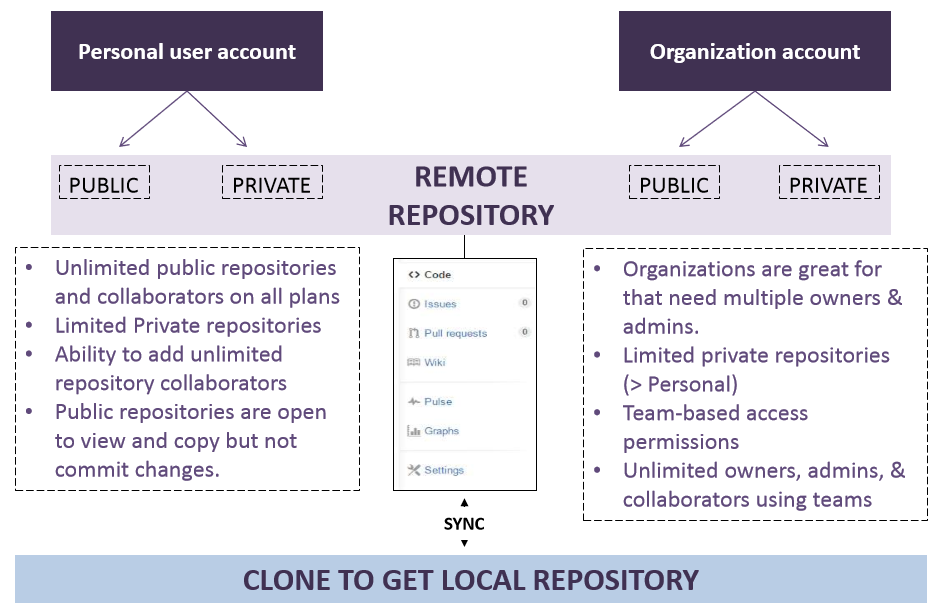 Personal user account
Organization account
PUBLIC
PRIVATE
REMOTE
REPOSITORY
PUBLIC
PRIVATE
• Unlimited public repositories
and collaborators on all plans
• Limited Private repositories
• Ability to add unlimited
repository collaborators
• Public repositories are open
to view and copy but not
commit changes.
<> Code
Issues 0
Pull requests 0
Wiki
Pulse
Graphs
Settings
• Organizations are great for
that need multiple owners &
admins.
• Limited private repositories
(> Personal)
• Team-based access
permissions
• Unlimited owners, admins, &
collaborators using teams
SYNC
CLONE TO GET LOCAL REPOSITORY